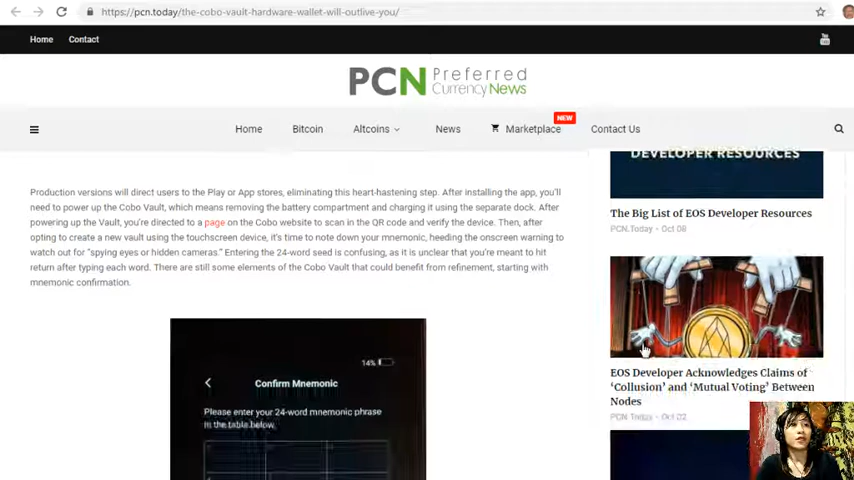 https://pcn.today/the-cobo-vault-hardware-wallet-will-outlive-you/
Home Contact
PCN Preferred
Currency News
NEW
Home Bitcoin Altcoins News Marketplace Contact Us
DEVELOPER RESOURCES
Production versions will direct users to the Play or App stores, eliminating this heart-hastening step. After installing the app, you'll
need to power up the Cobo Vault, which means removing the battery compartment and charging it using the separate dock. After
powering up the Vault, you're directed to a page on the Cobo website to scan in the QR code and verify the device. Then, after
opting to create a new vault using the touchscreen device, it's time to note down your mnemonic, heeding the onscreen warning to
watch out for "spying eyes or hidden cameras." Entering the 24-word seed is confusing, as it is unclear that you're meant to hit
return after typing each word. There are still some elements of the Cobo Vault that could benefit from refinement, starting with
mnemonic confirmation.
The Big List of EOS Developer Resources
PCN.Today - Oct 08
14%
Confirm Mnemonic
Please enter your 24-word mnemonic phrase
in the table below.
EOS Developer Acknowledges Claims of
'Collusion' and 'Mutual Voting' Between
Nodes
PCN.Today - Oct 02